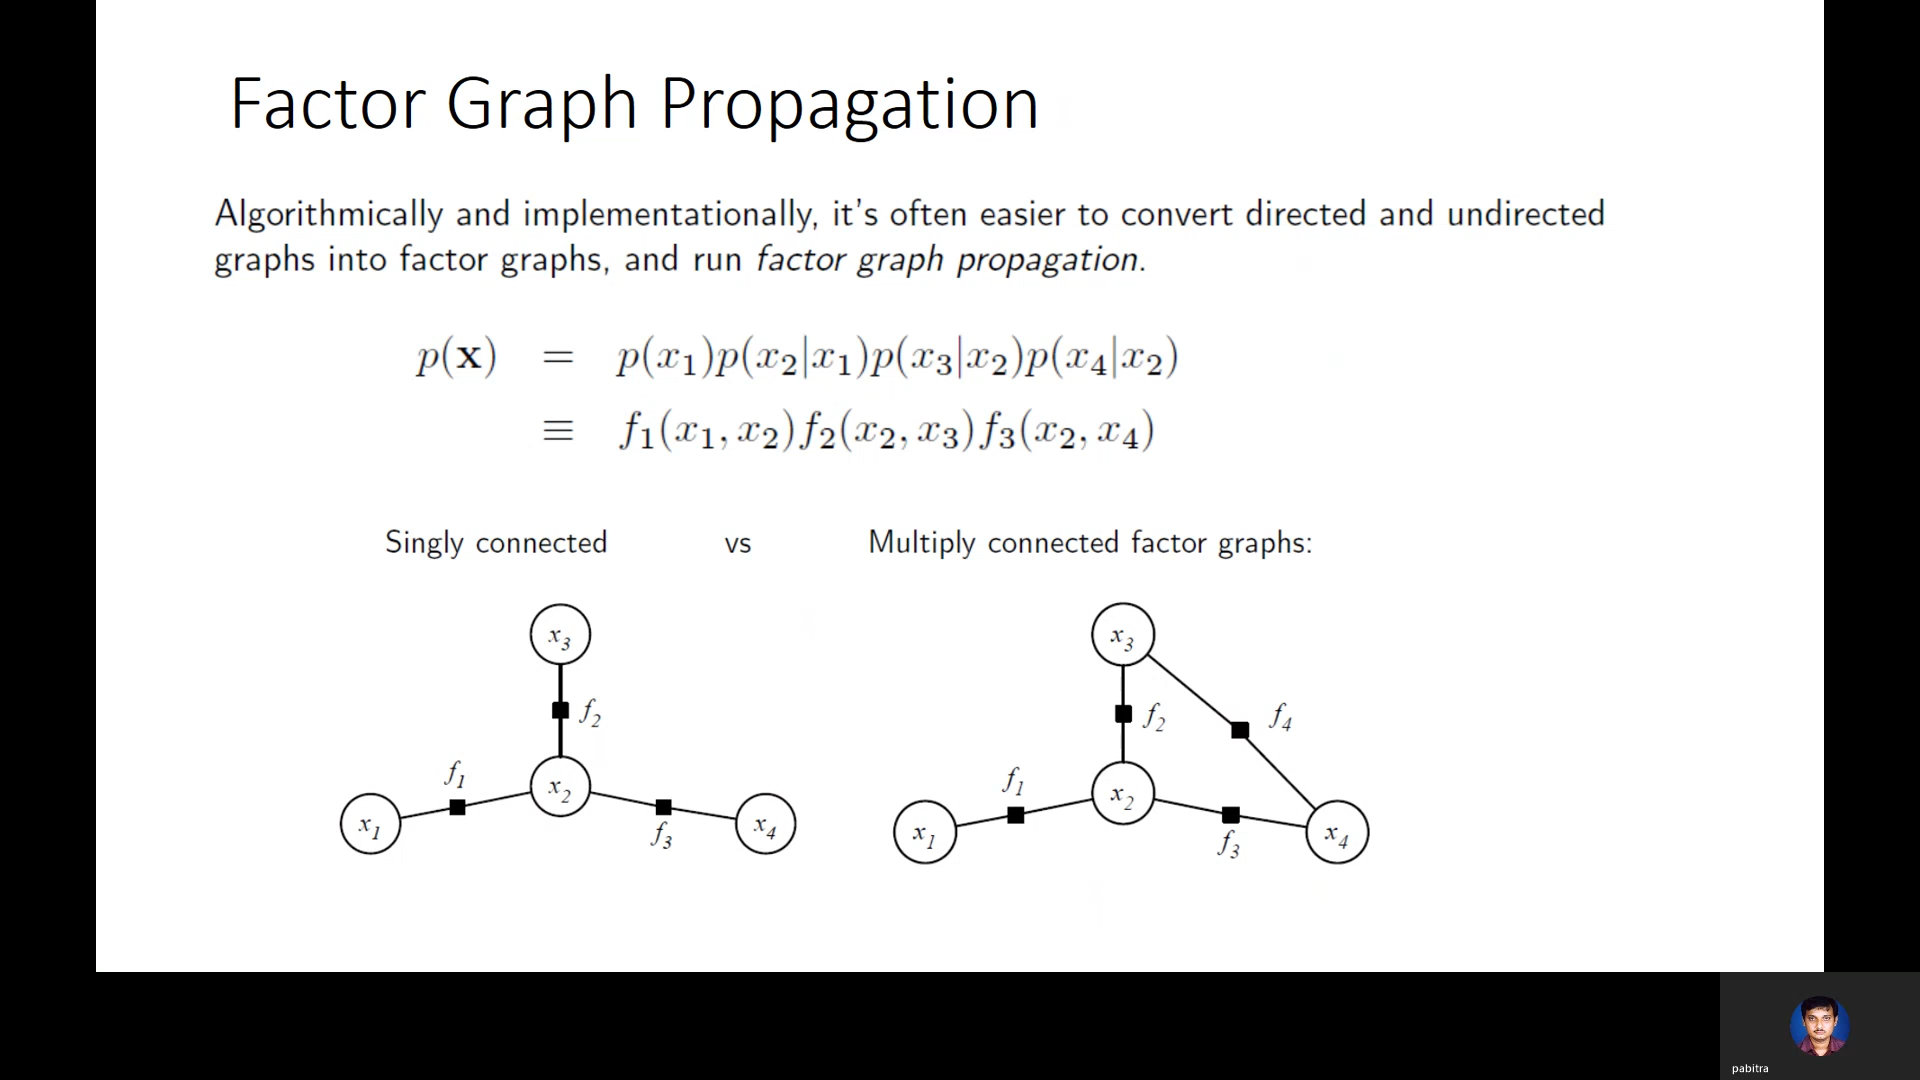 Factor Graph Propagation
Algorithmically and implementationally, it's often easier to convert directed and undirected
graphs into factor graphs, and run factor graph propagation.
p(x) = p(x₁)p(x₂|x₁)p(x₃|x₂)p(x₄|x₂)
≡ f₁(x₁, x₂)f₂(x₂, x₃)f₃(x₂, x₄)
Singly connected vs Multiply connected factor graphs:
x₃
f₂
f₁
x₂
x₁
f₃
x₄
x₃
f₂
f₄
f₁
x₂
x₁
f₃
x₄
pabitra